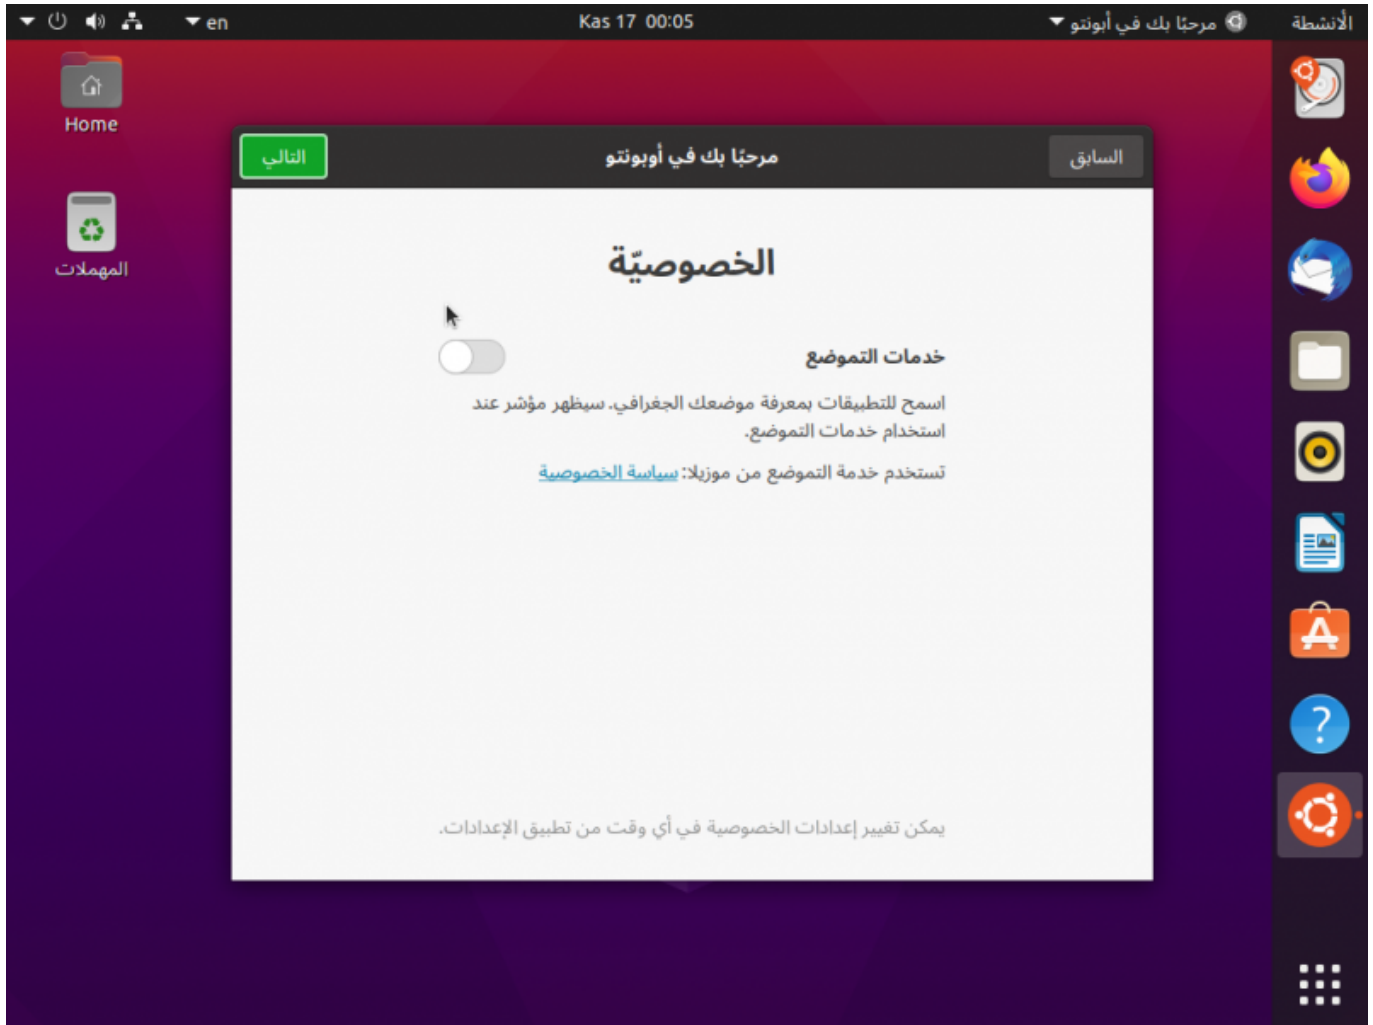 الأنشطة
مرحبًا بك في أبونتو
Kas 17 00:05
en
Home
المهملات
السابق
مرحبًا بك في أوبونتو
التالي
الخصوصيّة
خدمات التموضع
اسمح للتطبيقات بمعرفة موضعك الجغرافي. سيظهر مؤشر عند
استخدام خدمات التموضع.
تستخدم خدمة التموضع من موزيلا: سياسة الخصوصية
يمكن تغيير إعدادات الخصوصية في أي وقت من تطبيق الإعدادات.